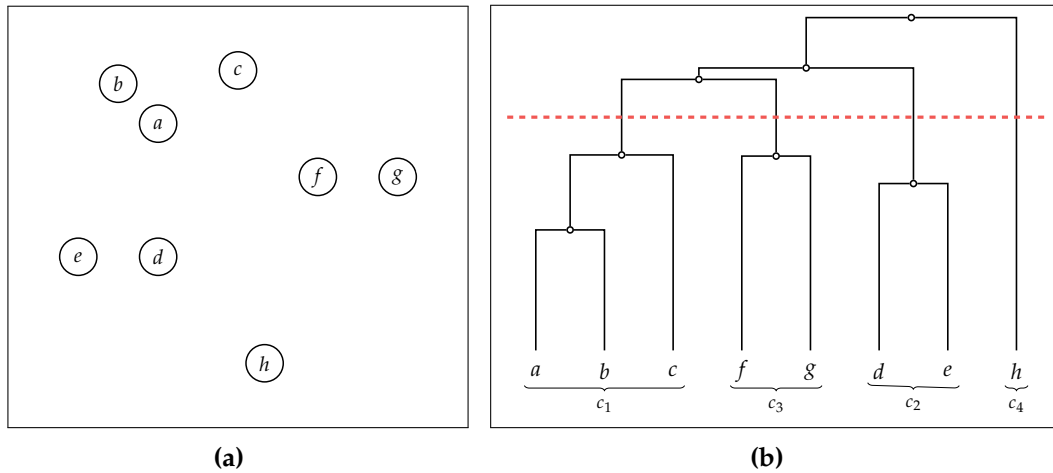 c
b
a
f g
e d
h
a b c f g d e h
c₁ c₃ c₂ c₄
(a) (b)